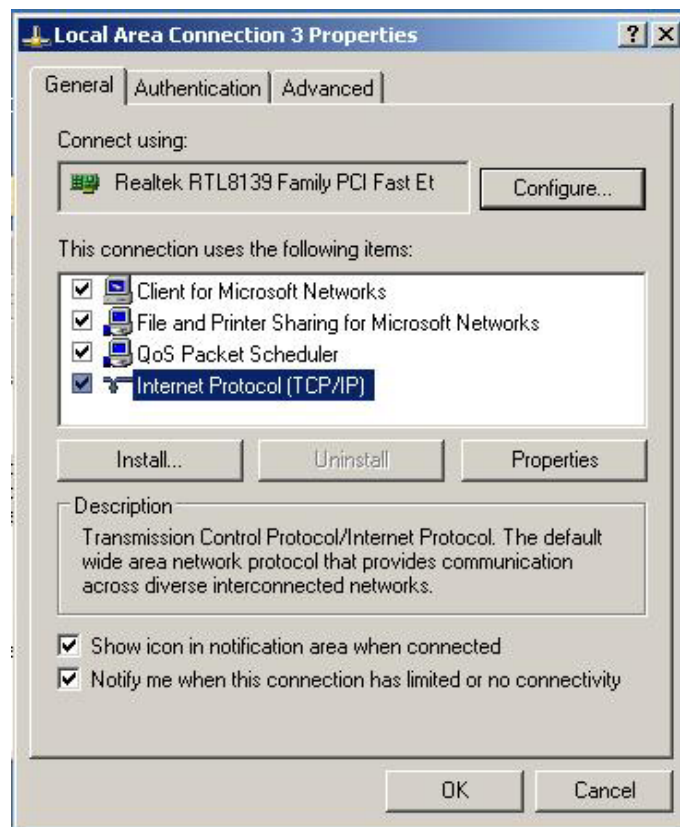 Local Area Connection 3 Properties
General Authentication Advanced
Connect using:
Realtek RTL8139 Family PCI Fast Et Configure...
This connection uses the following items:
Client for Microsoft Networks
File and Printer Sharing for Microsoft Networks
QoS Packet Scheduler
Internet Protocol (TCP/IP)
Install... Uninstall Properties
Description
Transmission Control Protocol/Internet Protocol. The default
wide area network protocol that provides communication
across diverse interconnected networks.
Show icon in notification area when connected
Notify me when this connection has limited or no connectivity
OK Cancel